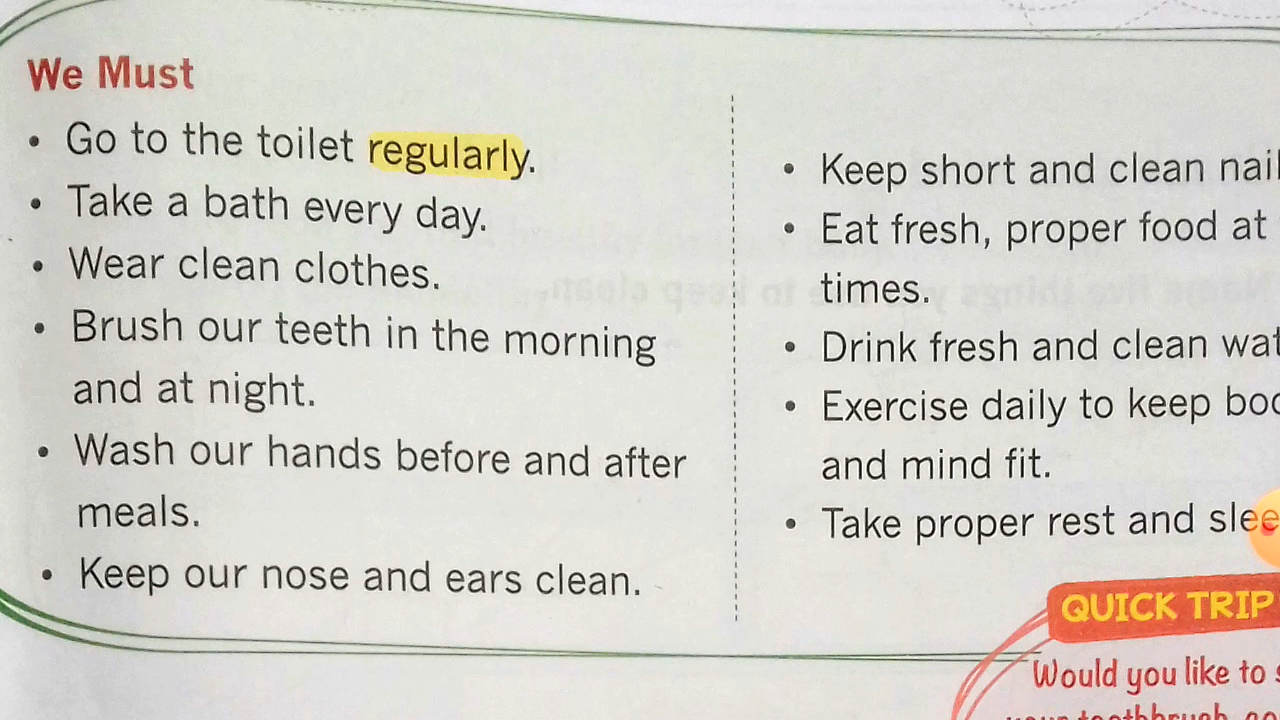 We Must
• Go to the toilet regularly.
• Take a bath every day.
• Wear clean clothes.
• Brush our teeth in the morning
and at night.
• Wash our hands before and after
meals.
• Keep our nose and ears clean.
• Keep short and clean
• Eat fresh, proper food at
times.
• Drink fresh and clean
• Exercise daily to keep
and mind fit.
• Take proper rest and
QUICK TRIP
Would you like to